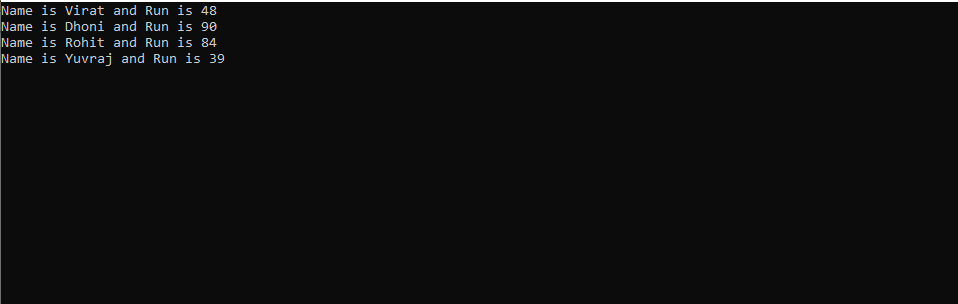 Name is Virat and Run is 48
Name is Dhoni and Run is 90
Name is Rohit and Run is 84
Name is Yuvraj and Run is 39